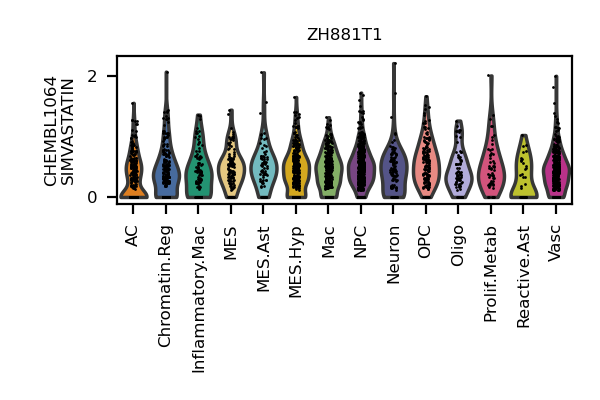 ZH881T1
CHEMBL1064
SIMVASTATIN
2
0
AC
Chromatin.Reg
Inflammatory.Mac
MES
MES.Ast
MES.Hyp
Mac
NPC
Neuron
OPC
Oligo
Prolif.Metab
Reactive.Ast
Vasc